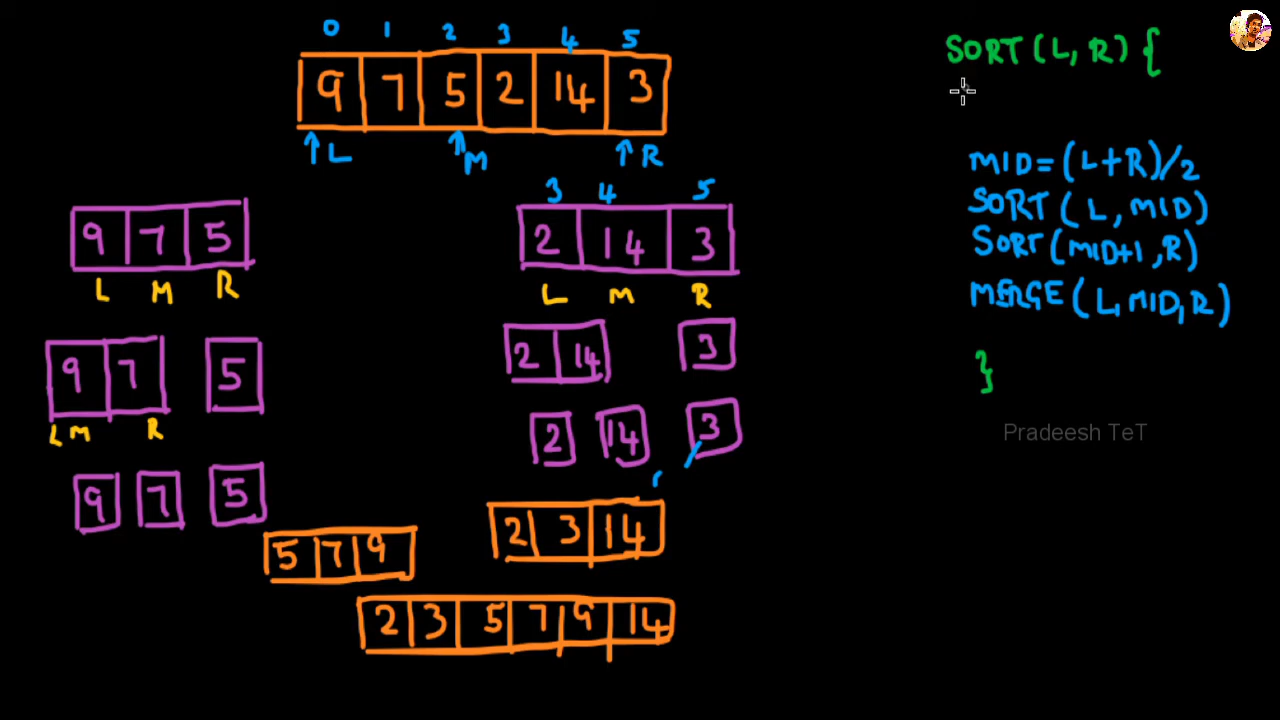 0 1 2 3 4 5
9 7 5 2 14 3
L M R
3 4 5
9 7 5 2 14 3
L M R L M R
9 7 5 2 14 3
L M R
2 14 3
9 7 5
2 3 14
5 7 9
2 3 5 7 9 14
SORT(L,R){
MID=(L+R)/2
SORT(L,MID)
SORT(MID+1,R)
MERGE(L,MID,R)
}
Pradeesh TeT